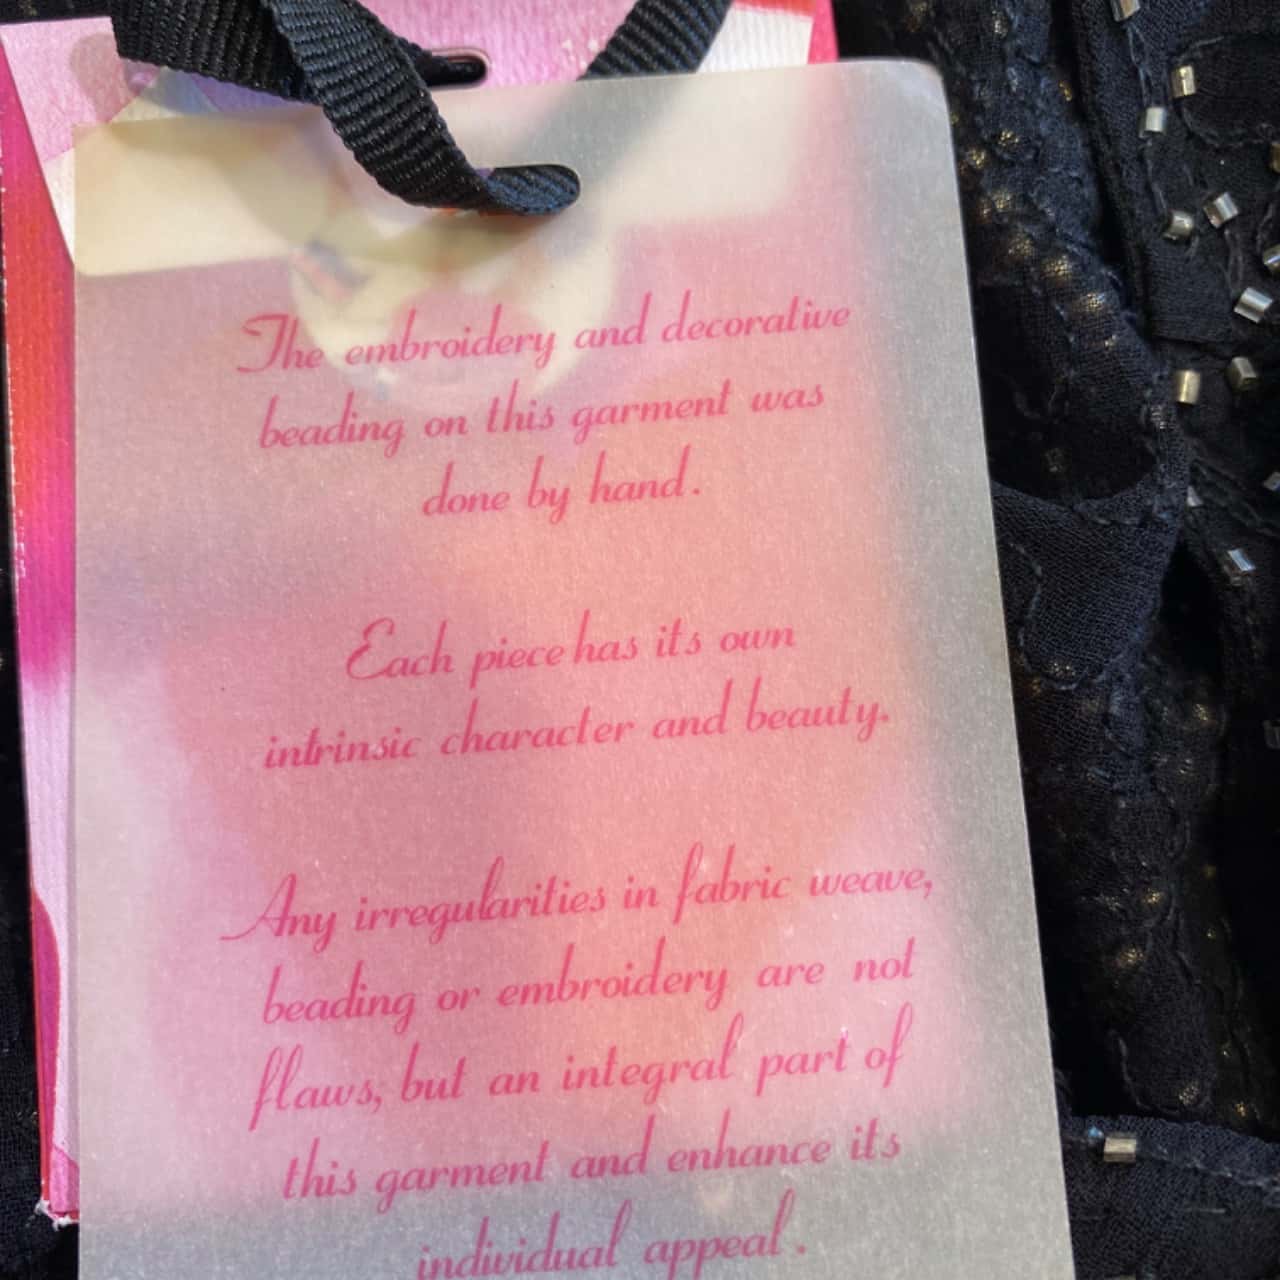 The embroidery and decorative
beading on this garment was
done by hand.
Each piece has its own
intrinsic character and beauty.
Any irregularities in fabric weave,
beading or embroidery are not
flaws, but an integral part of
this garment and enhance its
individual appeal.